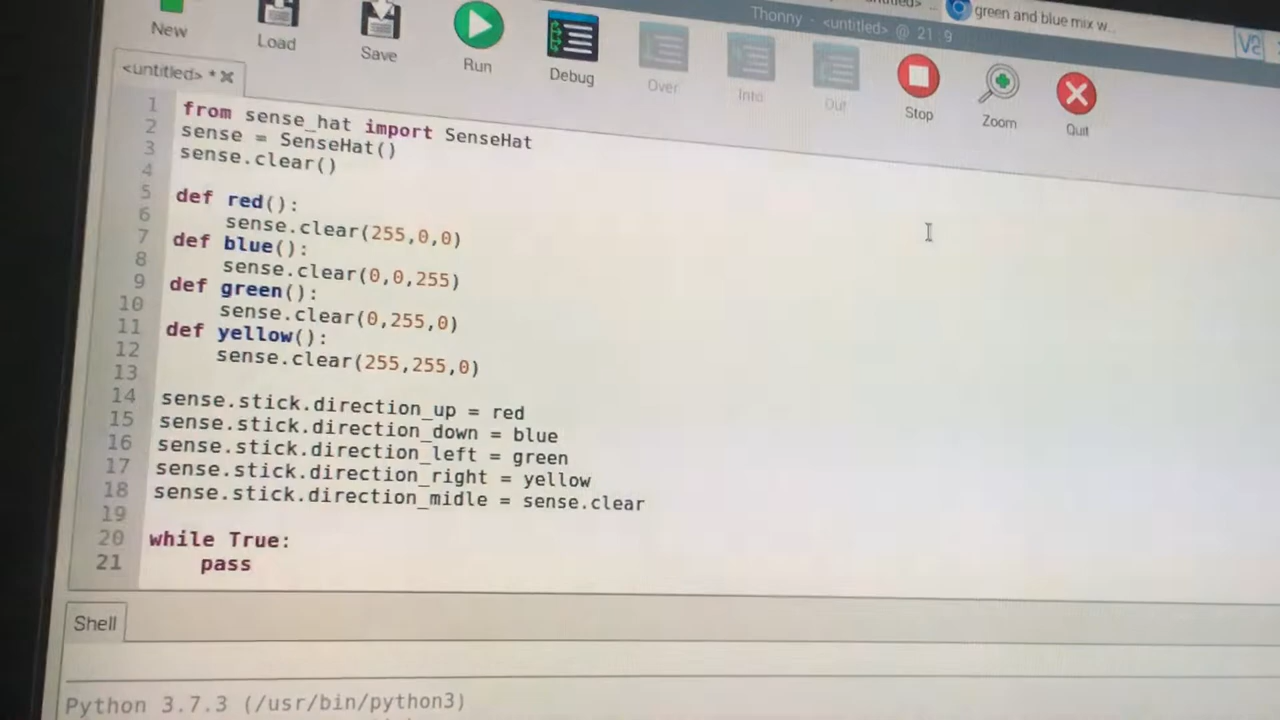 green and blue mix w...
Thonny - <untitled> @ 21 9
V2
New
Load
Save
Run
Debug
Over
Into
Out
Stop
Zoom
Quit
<untitled> *
1 from sense_hat import SenseHat
2 sense = SenseHat()
3 sense.clear()
4
5 def red():
6 sense.clear(255,0,0)
7 def blue():
8 sense.clear(0,0,255)
9 def green():
10 sense.clear(0,255,0)
11 def yellow():
12 sense.clear(255,255,0)
13
14 sense.stick.direction_up = red
15 sense.stick.direction_down = blue
16 sense.stick.direction_left = green
17 sense.stick.direction_right = yellow
18 sense.stick.direction_midle = sense.clear
19
20 while True:
21 pass
Shell
Python 3.7.3 (/usr/bin/python3)